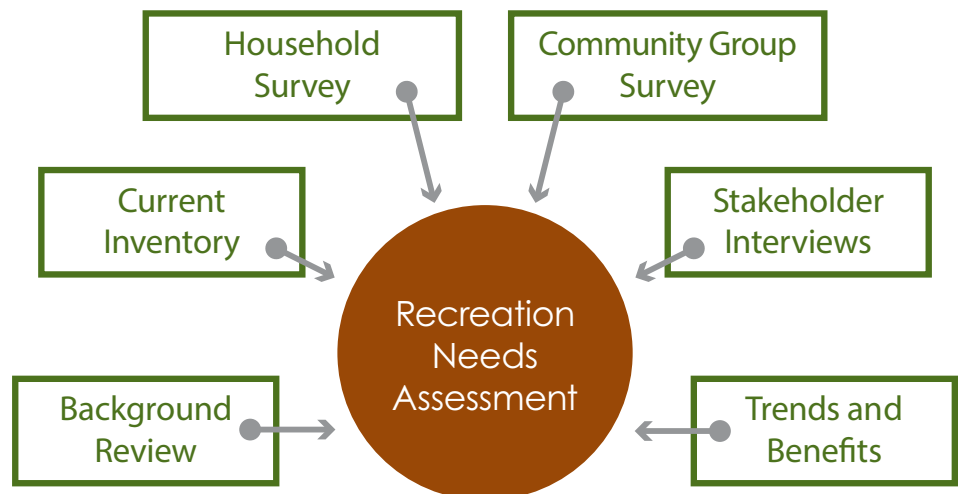 Household
Survey
Community Group
Survey
Current
Inventory
Stakeholder
Interviews
Recreation
Needs
Assessment
Background
Review
Trends and
Benefits